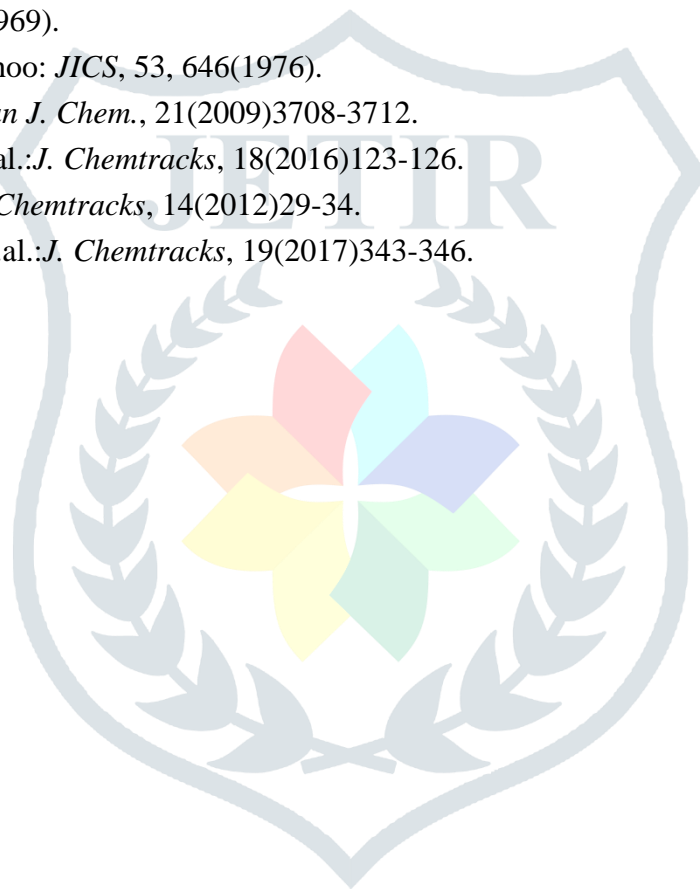 969).
hoo: JICS, 53, 646(1976).
n J. Chem., 21(2009)3708-3712.
al.:J. Chemtracks, 18(2016)123-126.
Chemtracks, 14(2012)29-34.
.al.:J. Chemtracks, 19(2017)343-346.
JETIR